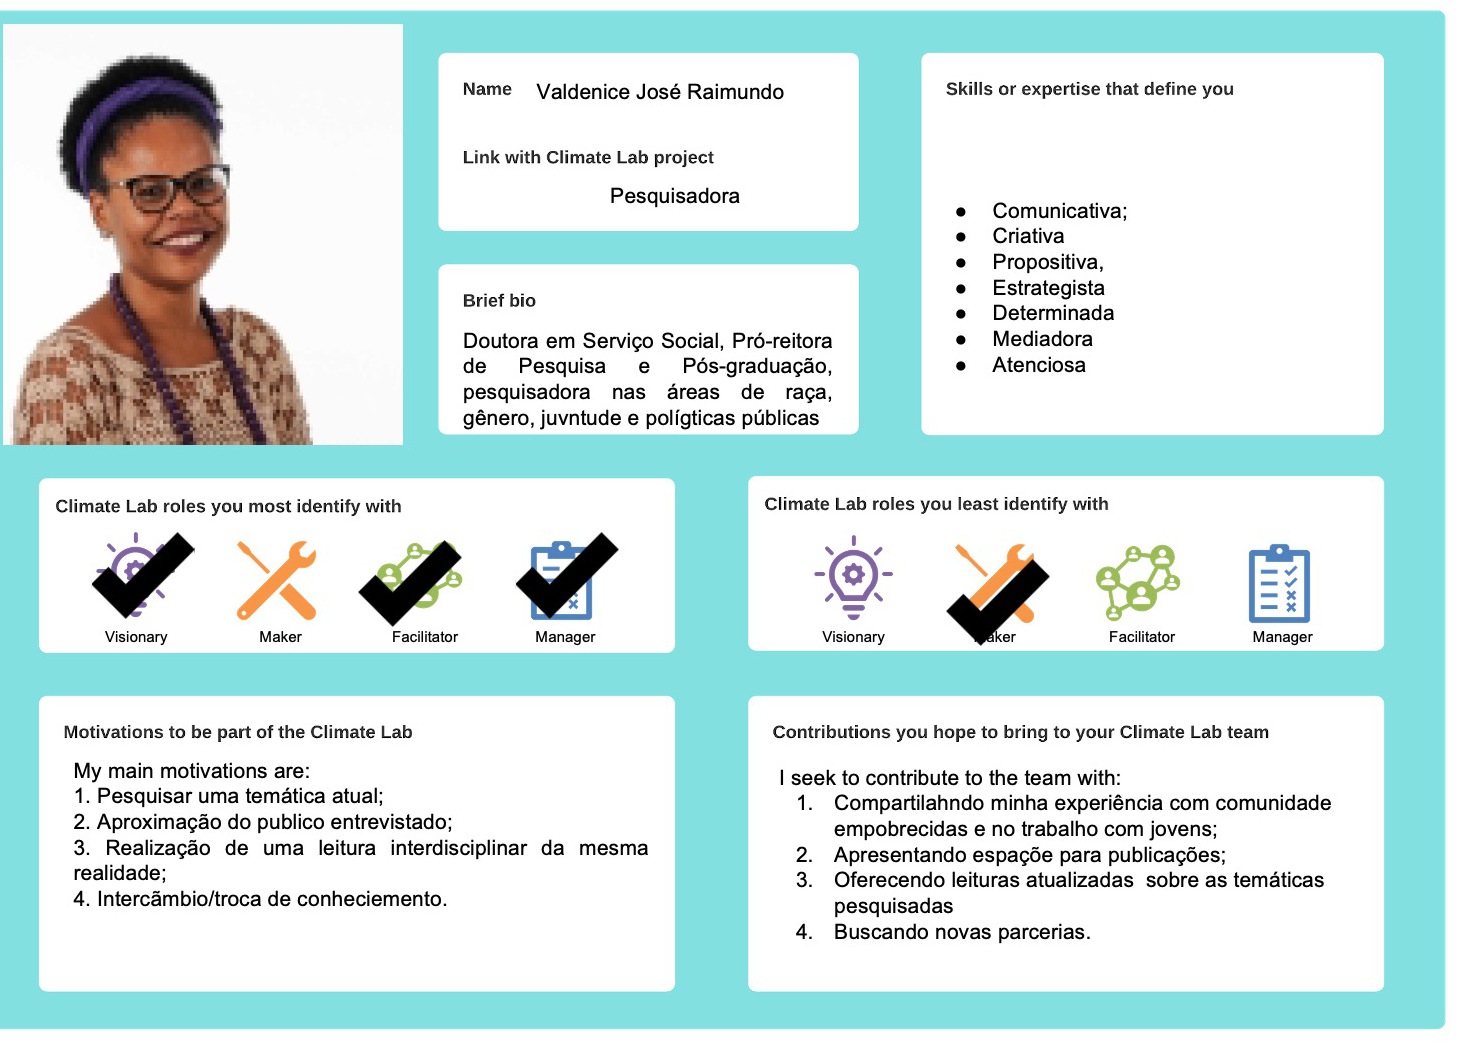 Name Valdenice José Raimundo
Link with Climate Lab project
Pesquisadora
Brief bio
Doutora em Serviço Social, Pró-reitora
de Pesquisa e Pós-graduação,
pesquisadora nas áreas de raça,
gênero, juvntude e polígticas públicas
Skills or expertise that define you
● Comunicativa;
● Criativa
● Propositiva,
● Estrategista
● Determinada
● Mediadora
● Atenciosa
Climate Lab roles you most identify with
Visionary Maker Facilitator Manager
Climate Lab roles you least identify with
Visionary aker Facilitator Manager
Motivations to be part of the Climate Lab
My main motivations are:
1. Pesquisar uma temática atual;
2. Aproximação do publico entrevistado;
3. Realização de uma leitura interdisciplinar da mesma
realidade;
4. Intercãmbio/troca de conheciemento.
Contributions you hope to bring to your Climate Lab team
I seek to contribute to the team with:
1. Compartilahndo minha experiência com comunidade
empobrecidas e no trabalho com jovens;
2. Apresentando espaçõe para publicações;
3. Oferecendo leituras atualizadas sobre as temáticas
pesquisadas
4. Buscando novas parcerias.